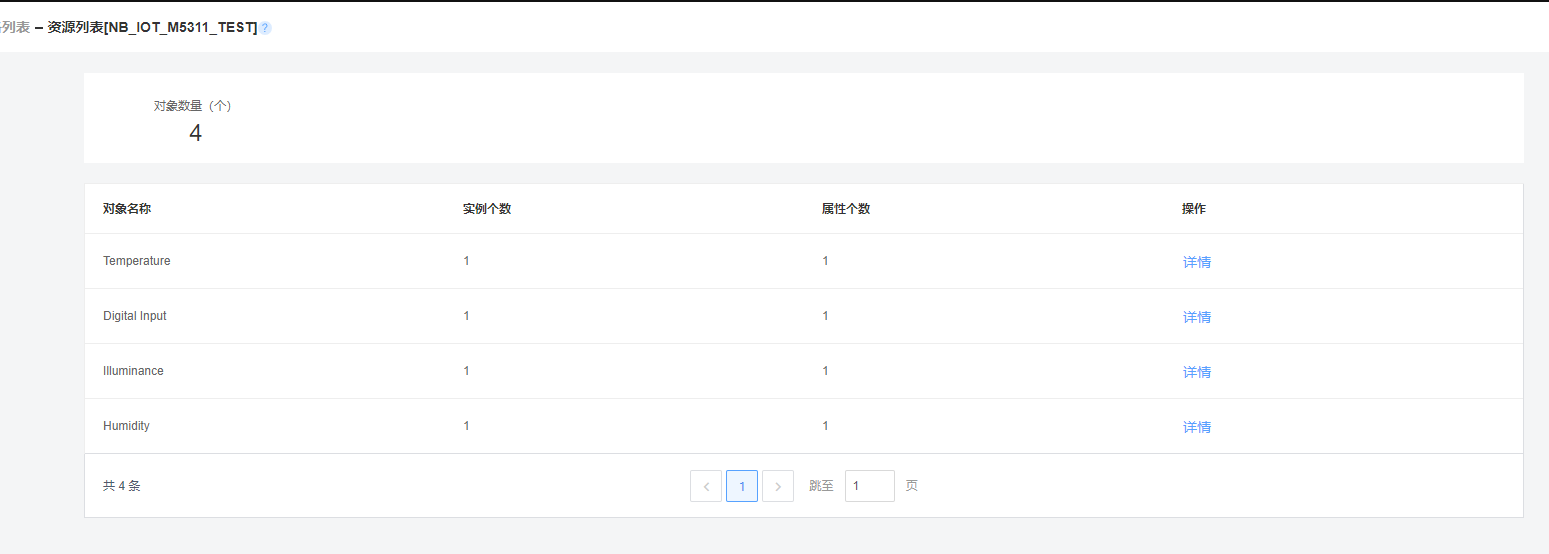 列表 – 资源列表[NB_IOT_M5311_TEST] ?
对象数量（个）
4
对象名称 实例个数 属性个数 操作
Temperature 1 1 详情
Digital Input 1 1 详情
Illuminance 1 1 详情
Humidity 1 1 详情
共 4 条 < 1 > 跳至 1 页